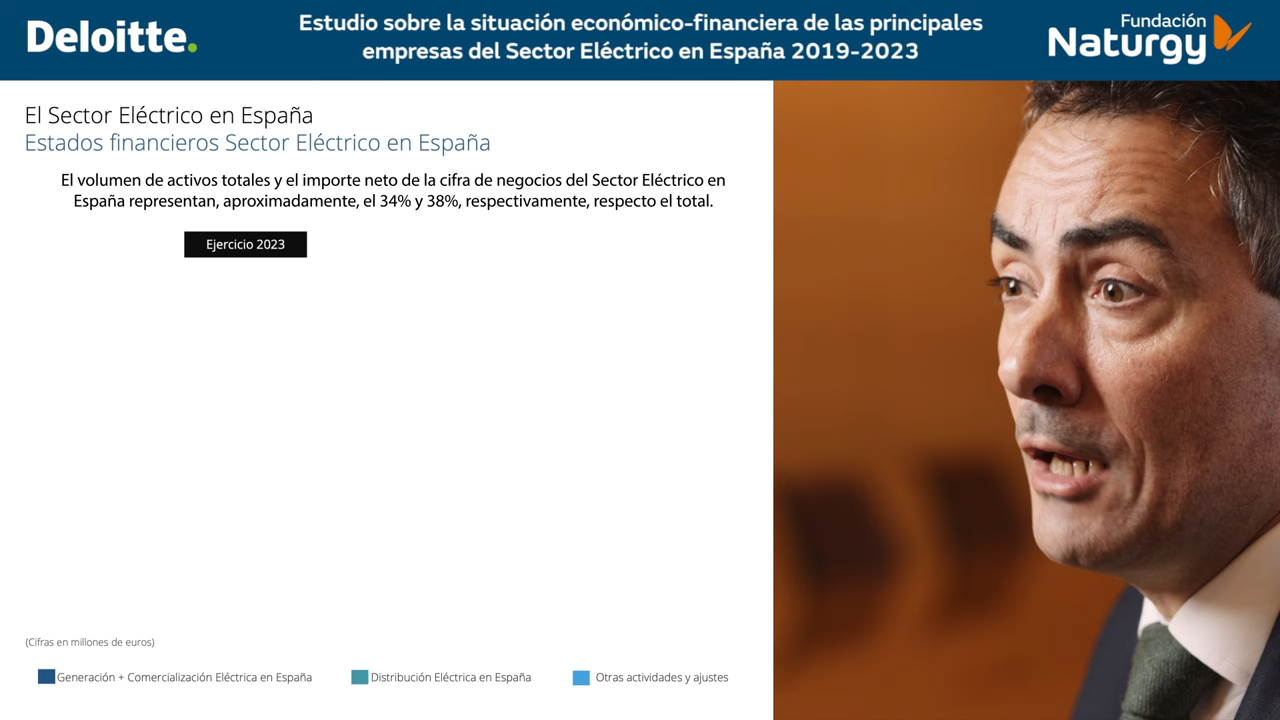 Deloitte.
Estudio sobre la situación económico-financiera de las principales
empresas del Sector Eléctrico en España 2019-2023
Fundación
Naturgy
El Sector Eléctrico en España
Estados financieros Sector Eléctrico en España
El volumen de activos totales y el importe neto de la cifra de negocios del Sector Eléctrico en
España representan, aproximadamente, el 34% y 38%, respectivamente, respecto el total.
Ejercicio 2023
(Cifras en millones de euros)
Generación + Comercialización Eléctrica en España
Distribución Eléctrica en España
Otras actividades y ajustes